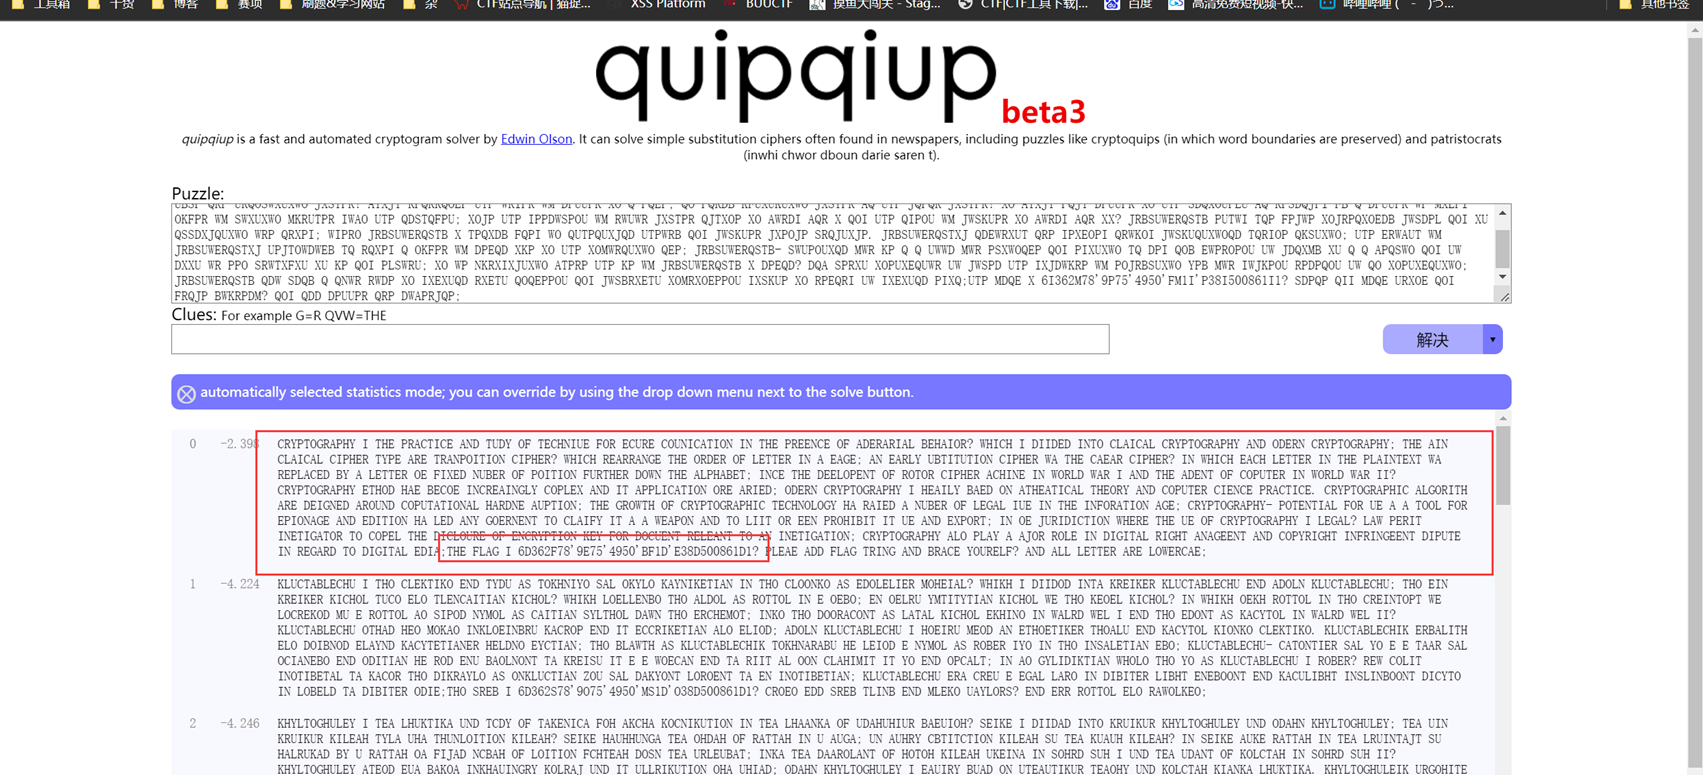 工具箱 干货 博客 赛项 刷题&学习网站 杂 CTF站点导航 | 猫捉... XSS Platform BUUCTF 摸鱼大闯关 - Stag... CTF|CTF工具下载|... 百度 高清免费短视频-快... 哔哩哔哩 ( ゜- ゜)つ... 其他书签
quipqiup beta3
quipqiup is a fast and automated cryptogram solver by Edwin Olson. It can solve simple substitution ciphers often found in newspapers, including puzzles like cryptoquips (in which word boundaries are preserved) and patristocrats
(inwhi chwor dboun darie saren t).
Puzzle:
OKFPR WM SWXUXWO MKRUTPR IWAO UTP QDSTQFPU; XOJP UTP IPPDWSPOU WM RWUWR JXSTPR QJTXOP XO AWRDI AQR X QOI UTP QIPOU WM JWSKUPR XO AWRDI AQR XX? JRBSUWERQSTB PUTWI TQP FPJWP XOJRPQXOEDB JWSDPL QOI XU
QSSDXJQUXWO WRP QRXPI; WIPRO JRBSUWERQSTB X TPQXDB FQPI WO QUTPQUXJQD UTPWRB QOI JWSKUPR JXPOJP SRQJUXJP. JRBSUWERQSTXJ QDEWRXUT QRP IPXEOPI QRWKOI JWSKUQUXWOQD TQRIOP QKSUXWO; UTP ERWAUT WM
JRBSUWERQSTXJ UPJTOWDWEB TQ RQXPI Q OKFPR WM DPEQD XKP XO UTP XOMWRQUXWO QEP; JRBSUWERQSTB- SWUPOUXQD MWR KP Q Q UWWD MWR PSXWOQEP QOI PIXUXWO TQ DPI QOB EWPROPOU UW JDQXMB XU Q Q APQSWO QOI UW
DXXU WR PPO SRWTXFXU XU KP QOI PLSWRU; XO WP NKRXIXJUXWO ATPRP UTP KP WM JRBSUWERQSTB X DPEQD? DQA SPRXU XOPUXEQUWR UW JWSPD UTP IXJDWKRP WM POJRBSUXWO YPB MWR IWJKPOU RPDPQOU UW QO XOPUXEQUXWO;
JRBSUWERQSTB QDW SDQB Q QNWR RWDP XO IXEXUQD RXETU QOQEPPOU QOI JWSBRXETU XOMRXOEPPOU IXSKUP XO RPEQRI UW IXEXUQD PIXQ;UTP MDQE X 6I362M78'9P75'4950'FM1I'P38I500861I1? SDPQP QII MDQE URXOE QOI
FRQJP BWKRPDM? QOI QDD DPUUPR QRP DWAPRJQP;
Clues: For example G=R QVW=THE
解决
automatically selected statistics mode; you can override by using the drop down menu next to the solve button.
0 -2.398 CRYPTOGRAPHY I THE PRACTICE AND TUDY OF TECHNIUE FOR ECURE COUNICATION IN THE PREENCE OF ADERARIAL BEHAIOR? WHICH I DIIDED INTO CLAICAL CRYPTOGRAPHY AND ODERN CRYPTOGRAPHY; THE AIN
CLAICAL CIPHER TYPE ARE TRANPOITION CIPHER? WHICH REARRANGE THE ORDER OF LETTER IN A EAGE; AN EARLY UBTITUTION CIPHER WA THE CAEAR CIPHER? IN WHICH EACH LETTER IN THE PLAINTEXT WA
REPLACED BY A LETTER OE FIXED NUBER OF POITION FURTHER DOWN THE ALPHABET; INCE THE DEELOPENT OF ROTOR CIPHER ACHINE IN WORLD WAR I AND THE ADENT OF COPUTER IN WORLD WAR II?
CRYPTOGRAPHY ETHOD HAE BECOE INCREAINGLY COPLEX AND IT APPLICATION ORE ARIED; ODERN CRYPTOGRAPHY I HEAILY BAED ON ATHEATICAL THEORY AND COPUTER CIENCE PRACTICE. CRYPTOGRAPHIC ALGORITH
ARE DEIGNED AROUND COPUTATIONAL HARDNE AUPTION; THE GROWTH OF CRYPTOGRAPHIC TECHNOLOGY HA RAIED A NUBER OF LEGAL IUE IN THE INFORATION AGE; CRYPTOGRAPHY- POTENTIAL FOR UE A A TOOL FOR
EPIONAGE AND EDITION HA LED ANY GOERNENT TO CLAIFY IT A A WEAPON AND TO LIIT OR EEN PROHIBIT IT UE AND EXPORT; IN OE JURIDICTION WHERE THE UE OF CRYPTOGRAPHY I LEGAL? LAW PERIT
INETIGATOR TO COPEL THE DICLOURE OF ENCRYPTION KEY FOR DOCUENT RELEANT TO AN INETIGATION; CRYPTOGRAPHY ALO PLAY A AJOR ROLE IN DIGITAL RIGHT ANAGEENT AND COPYRIGHT INFRINGEENT DIPUTE
IN REGARD TO DIGITAL EDIA;THE FLAG I 6D362F78'9E75'4950'BF1D'E38D500861D1? PLEAE ADD FLAG TRING AND BRACE YOURELF? AND ALL LETTER ARE LOWERCAE;
1 -4.224 KLUCTABLECHU I THO CLEKTIKO END TYDU AS TOKHNIYO SAL OKYLO KAYNIKETIAN IN THO CLOONKO AS EDOLELIER MOHEIAL? WHIKH I DIIDOD INTA KREIKER KLUCTABLECHU END ADOLN KLUCTABLECHU; THO EIN
KREIKER KICHOL TUCO ELO TLENCAITIAN KICHOL? WHIKH LOELLENBO THO ALDOL AS ROTTOL IN E OEBO; EN OELRU YMTITYTIAN KICHOL WE THO KEOEL KICHOL? IN WHIKH OEKH ROTTOL IN THO CREINTOPT WE
LOCREKOD MU E ROTTOL AO SIPOD NYMOL AS CAITIAN SYLTHOL DAWN THO ERCHEMOT; INKO THO DOORACONT AS LATAL KICHOL EKHINO IN WALRD WEL I END THO EDONT AS KACYTOL IN WALRD WEL II?
KLUCTABLECHU OTHAD HEO MOKAO INKLOEINBRU KACROP END IT ECCRIKETIAN ALO ELIOD; ADOLN KLUCTABLECHU I HOEIRU MEOD AN ETHOETIKER THOALU END KACYTOL KIONKO CLEKTIKO. KLUCTABLECHIK ERBALITH
ELO DOIBNOD ELAYND KACYTETIANER HELDNO EYCTIAN; THO BLAWTH AS KLUCTABLECHIK TOKHNARABU HE LEIOD E NYMOL AS ROBER IYO IN THO INSALETIAN EBO; KLUCTABLECHU- CATONTIER SAL YO E E TAAR SAL
OCIANEBO END ODITIAN HE ROD ENU BAOLNONT TA KREISU IT E E WOECAN END TA RIIT AL OON CLAHIMIT IT YO END OPCALT; IN AO GYLIDIKTIAN WHOLO THO YO AS KLUCTABLECHU I ROBER? REW COLIT
INOTIBETAL TA KACOR THO DIKRAYLO AS ONKLUCTIAN ZOU SAL DAKYONT LOROENT TA EN INOTIBETIAN; KLUCTABLECHU ERA CREU E EGAL LARO IN DIBITER LIBHT ENEBOONT END KACULIBHT INSLINBOONT DICYTO
IN LOBELD TA DIBITER ODIE;THO SREB I 6D362S78'9O75'4950'MS1D'O38D500861D1? CROEO EDD SREB TLINB END MLEKO UAYLORS? END ERR ROTTOL ELO RAWOLKEO;
2 -4.246 KHYLTOGHULEY I TEA LHUKTIKA UND TCDY OF TAKENICA FOH AKCHA KOCNIKUTION IN TEA LHAANKA OF UDAHUHIUR BAEUIOH? SEIKE I DIIDAD INTO KRUIKUR KHYLTOGHULEY UND ODAHN KHYLTOGHULEY; TEA UIN
KRUIKUR KILEAH TYLA UHA THUNLOITION KILEAH? SEIKE HAUHHUNGA TEA OHDAH OF RATTAH IN U AUGA; UN AUHRY CBTITCTION KILEAH SU TEA KUAUH KILEAH? IN SEIKE AUKE RATTAH IN TEA LRUINTAJT SU
HALRUKAD BY U RATTAH OA FIJAD NCBAH OF LOITION FCHTEAH DOSN TEA URLEUBAT; INKA TEA DAAROLANT OF HOTOH KILEAH UKEINA IN SOHRD SUH I UND TEA UDANT OF KOLCTAH IN SOHRD SUH II?
KHYLTOGHULEY ATEOD EUA BAKOA INKHAUINGRY KOLRAJ UND IT ULLRIKUTION OHA UHIAD; ODAHN KHYLTOGHULEY I EAUIRY BUAD ON UTEAUTIKUR TEAOHY UND KOLCTAH KIANKA LHUKTIKA. KHYLTOGHULEIK URGOHITE